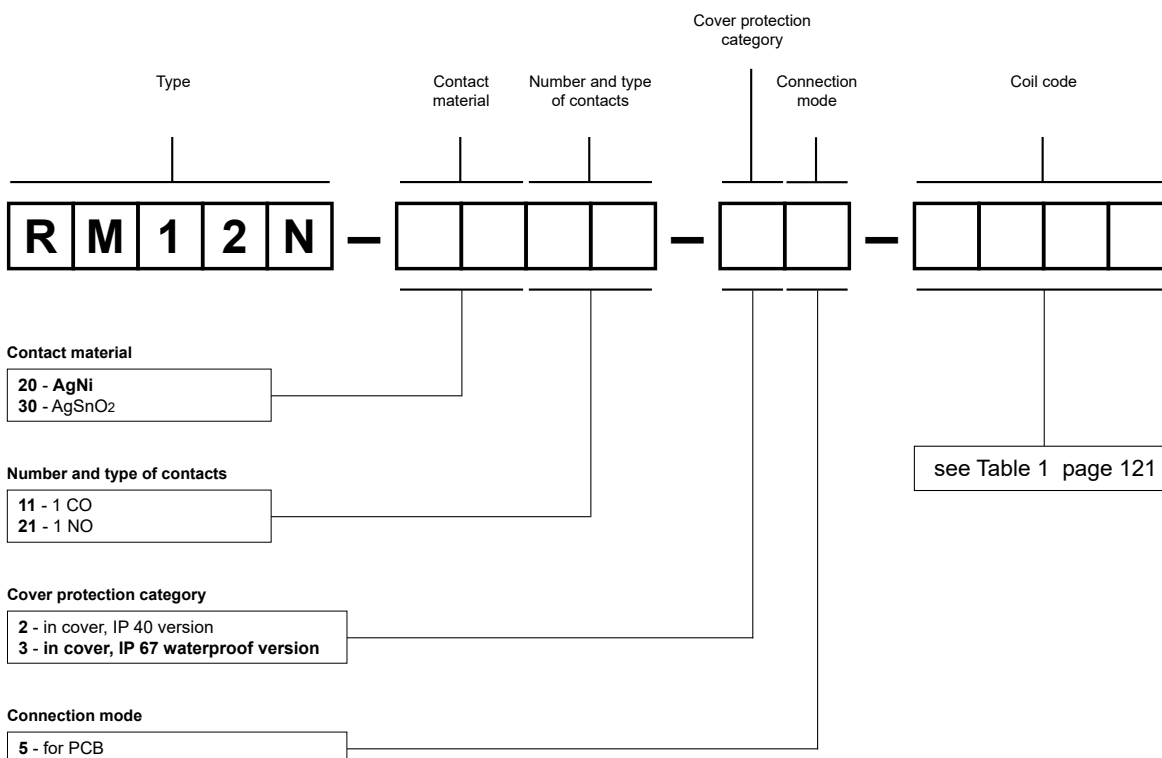 Cover protection
category
Type
Contact
material
Number and type
of contacts
Connection
mode
Coil code
R M 1 2 N – – –
Contact material
20 - AgNi
30 - AgSnO2
Number and type of contacts
11 - 1 CO
21 - 1 NO
see Table 1 page 121
Cover protection category
2 - in cover, IP 40 version
3 - in cover, IP 67 waterproof version
Connection mode
5 - for PCB